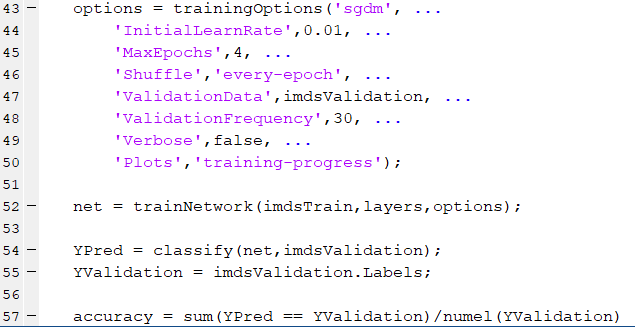 43 - options = trainingOptions('sgdm', ...
44 'InitialLearnRate',0.01, ...
45 'MaxEpochs',4, ...
46 'Shuffle','every-epoch', ...
47 'ValidationData',imdsValidation, ...
48 'ValidationFrequency',30, ...
49 'Verbose',false, ...
50 'Plots','training-progress');
51
52 - net = trainNetwork(imdsTrain,layers,options);
53
54 - YPred = classify(net,imdsValidation);
55 - YValidation = imdsValidation.Labels;
56
57 - accuracy = sum(YPred == YValidation)/numel(YValidation)